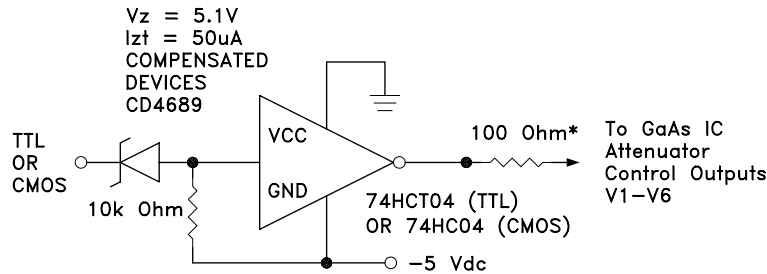 Vz = 5.1V
Izt = 50uA
COMPENSATED
DEVICES
CD4689
TTL
OR
CMOS
10k Ohm
VCC
GND
74HCT04 (TTL)
OR 74HC04 (CMOS)
-5 Vdc
100 Ohm*
To GaAs IC
Attenuator
Control Outputs
V1-V6